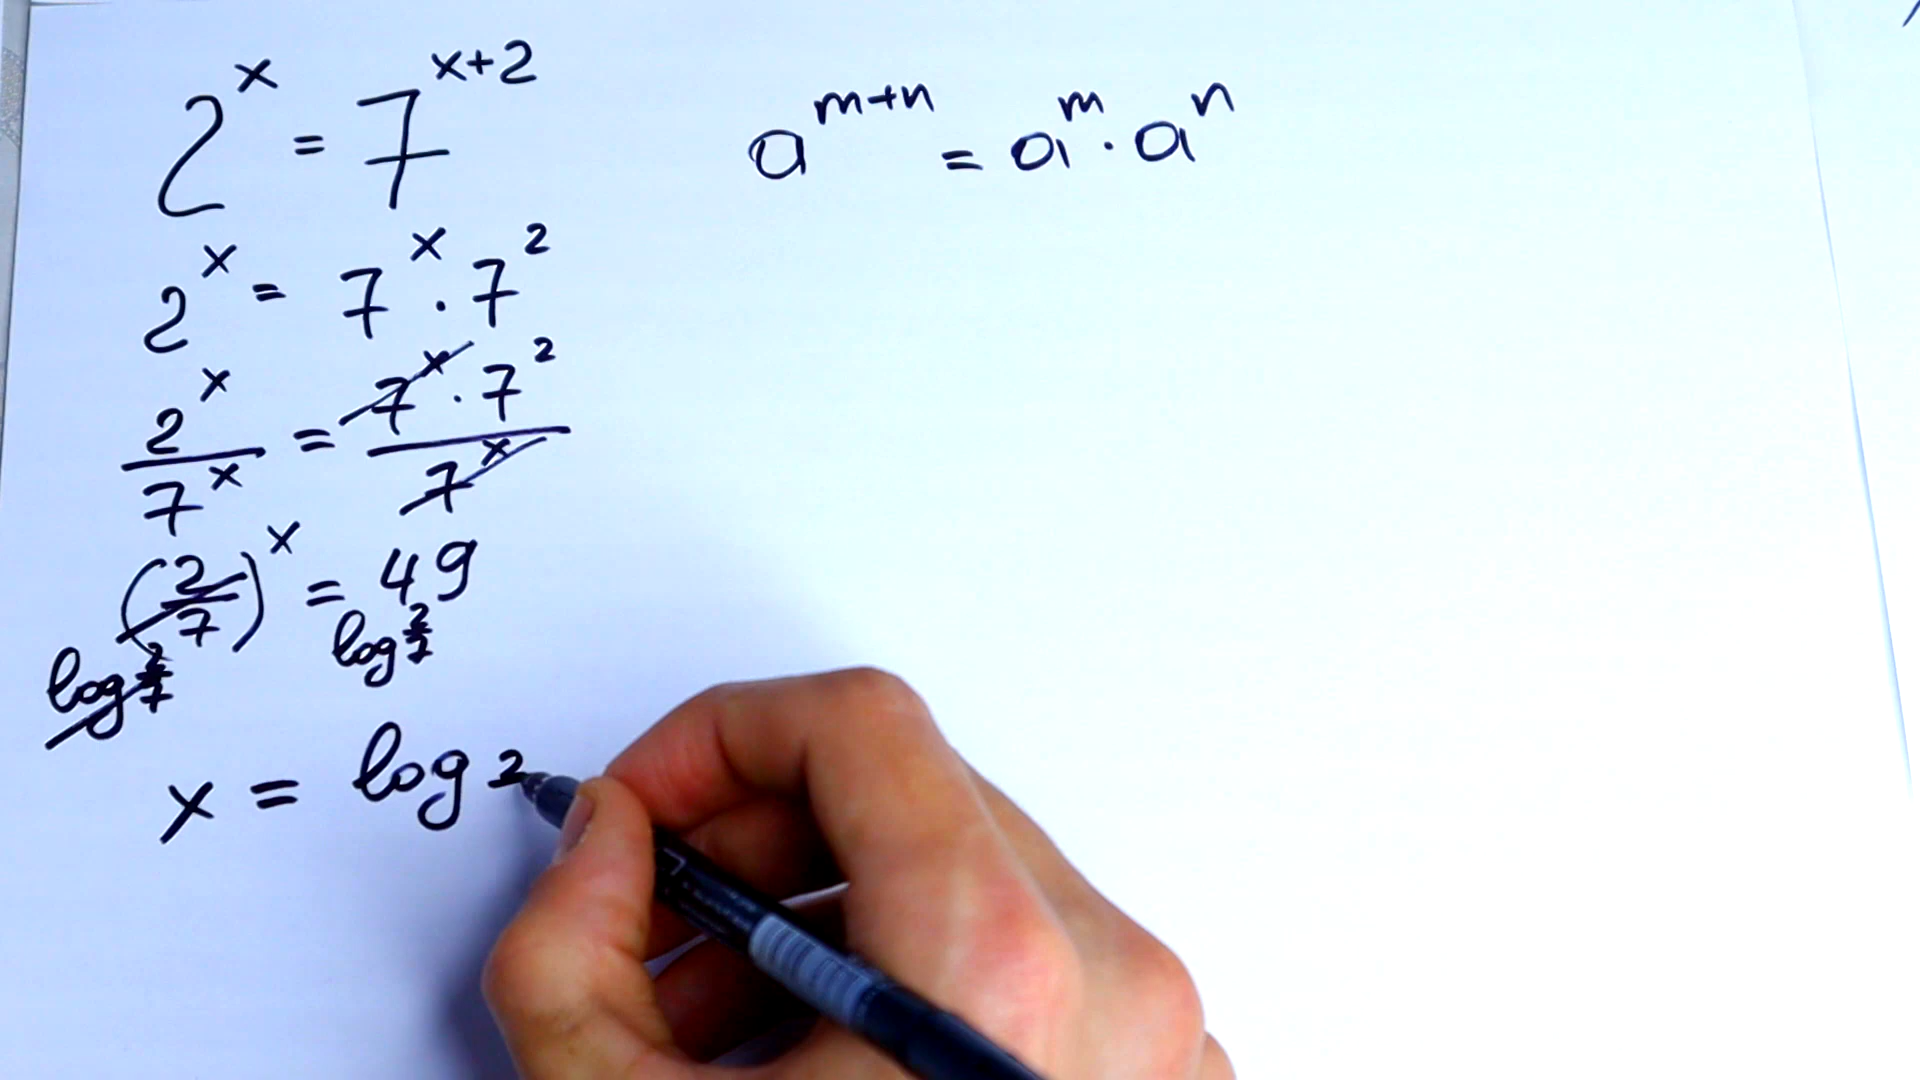 2^x = 7^(x+2)
a^(m+n) = a^m · a^n
2^x = 7^x · 7^2
2^x/7^x = 7^x · 7^2/7^x
(2/7)^x = 49
log 2/7 log 2/7
x = log 2